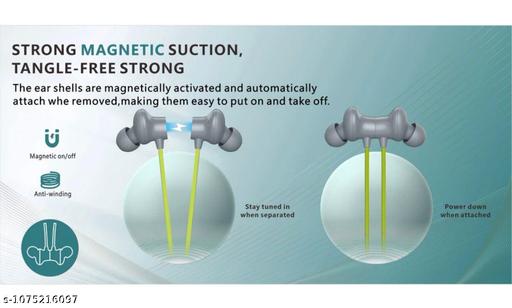 STRONG MAGNETIC SUCTION,
TANGLE-FREE STRONG
The ear shells are magnetically activated and automatically
attach whe removed,making them easy to put on and take off.
Magnetic on/off
Anti-winding
Stay tuned in
when separated
Power down
when attached
s-1075216097